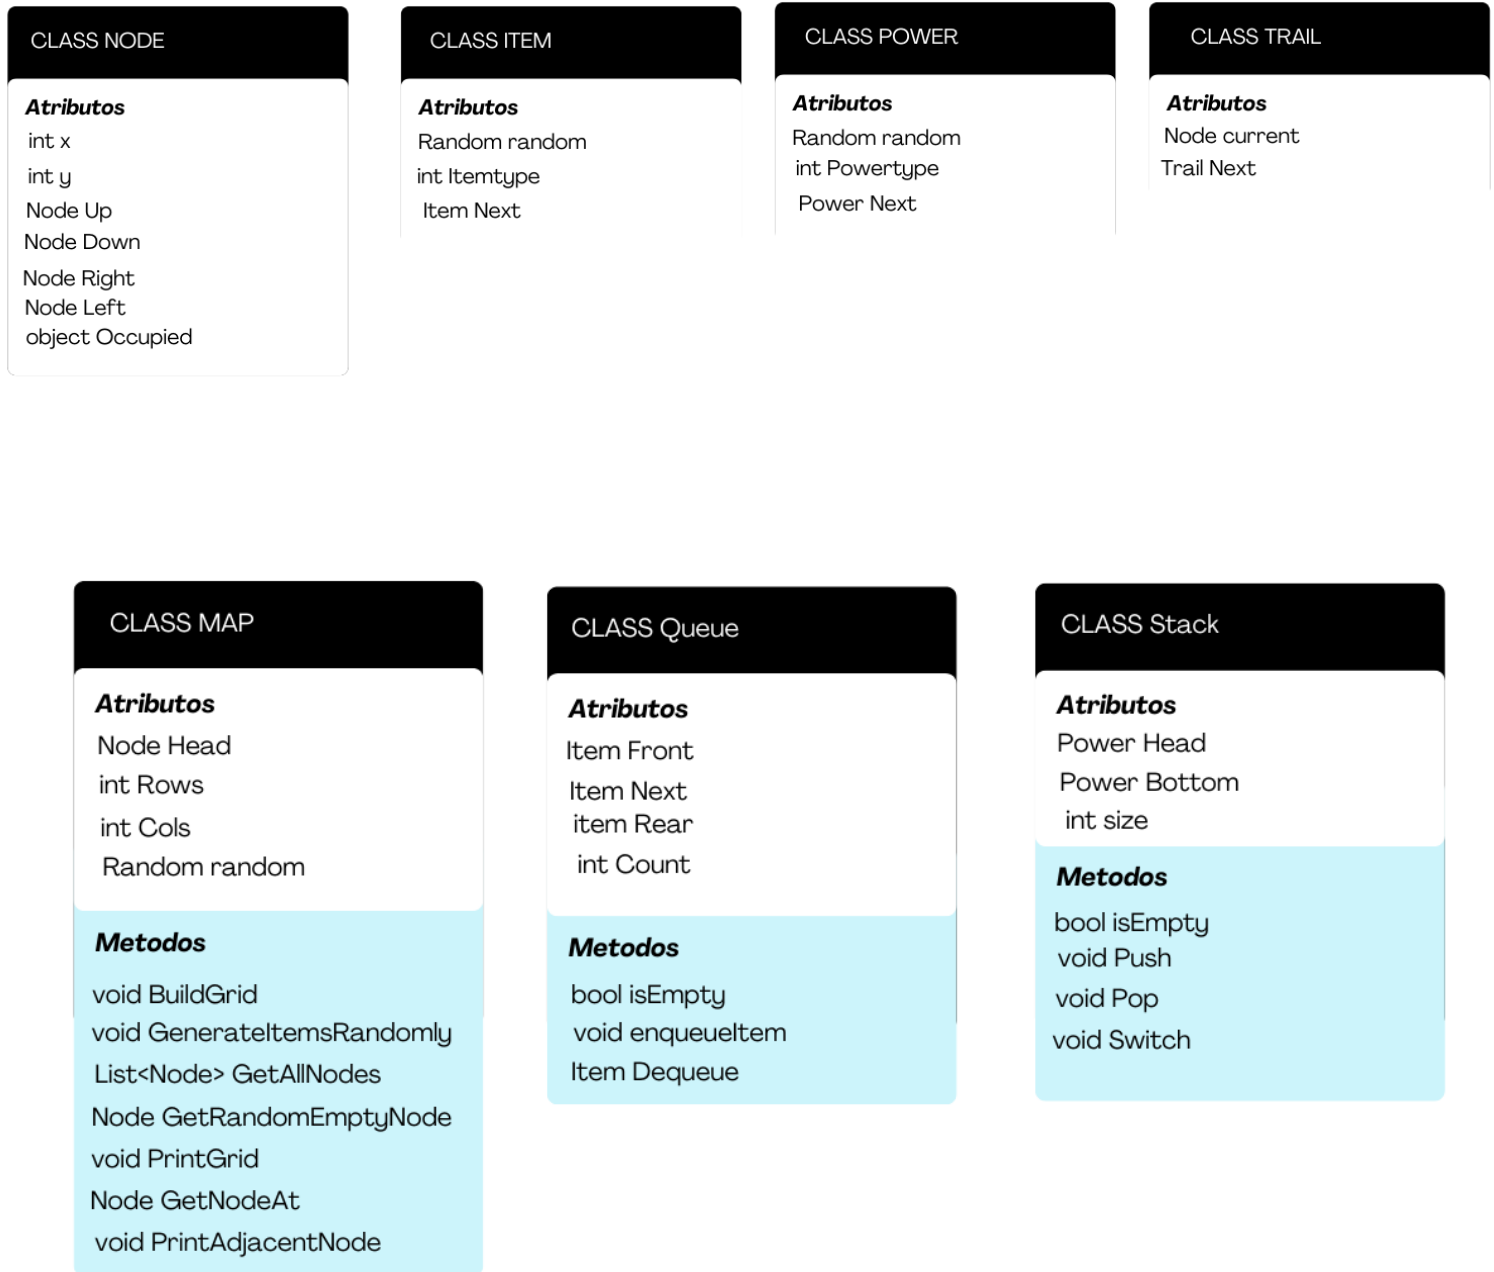 CLASS NODE
Atributos
int x
int y
Node Up
Node Down
Node Right
Node Left
object Occupied
CLASS ITEM
Atributos
Random random
int Itemtype
Item Next
CLASS POWER
Atributos
Random random
int Powertype
Power Next
CLASS TRAIL
Atributos
Node current
Trail Next
CLASS MAP
Atributos
Node Head
int Rows
int Cols
Random random
Metodos
void BuildGrid
void GenerateItemsRandomly
List<Node> GetAllNodes
Node GetRandomEmptyNode
void PrintGrid
Node GetNodeAt
void PrintAdjacentNode
CLASS Queue
Atributos
Item Front
Item Next
item Rear
int Count
Metodos
bool isEmpty
void enqueueItem
Item Dequeue
CLASS Stack
Atributos
Power Head
Power Bottom
int size
Metodos
bool isEmpty
void Push
void Pop
void Switch